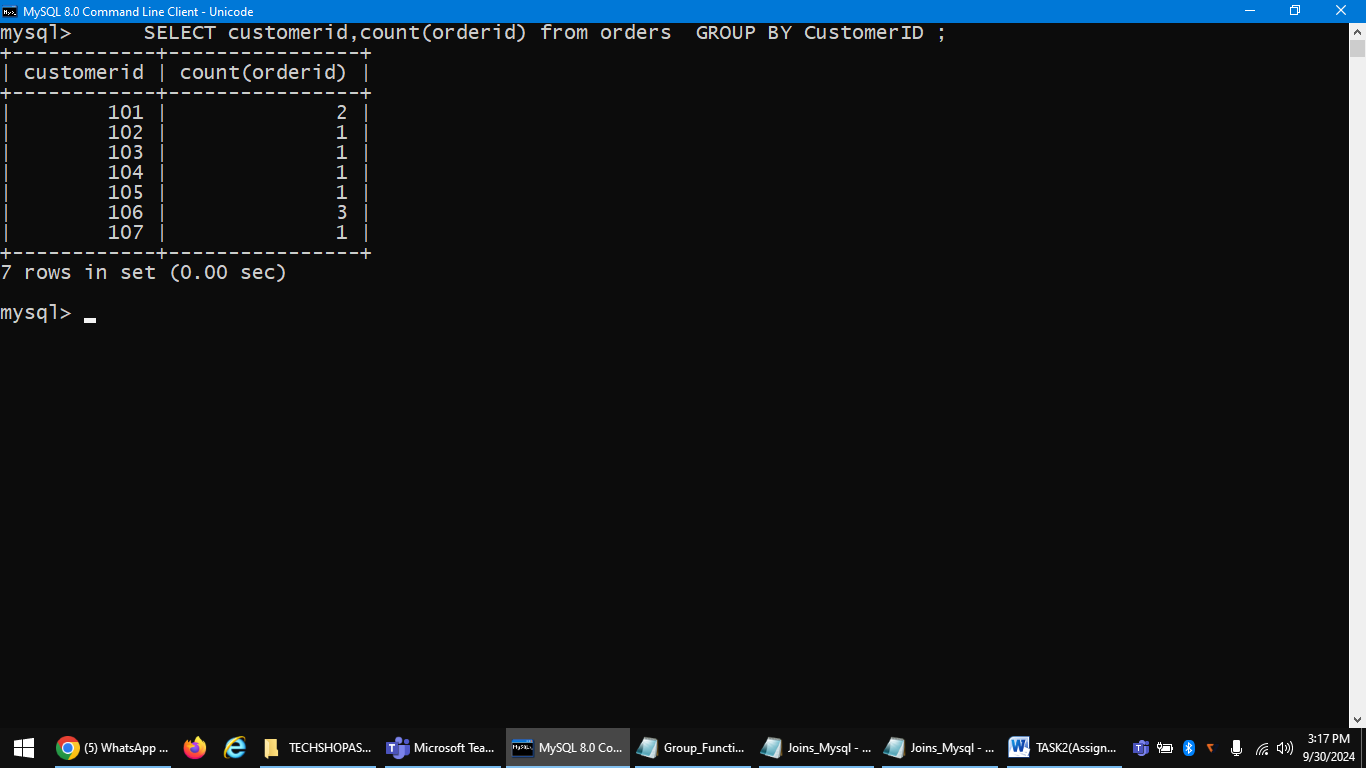 MySQL 8.0 Command Line Client - Unicode
mysql>      SELECT customerid,count(orderid) from orders  GROUP BY CustomerID ;
+------------+----------------+
| customerid | count(orderid) |
+------------+----------------+
|        101 |              2 |
|        102 |              1 |
|        103 |              1 |
|        104 |              1 |
|        105 |              1 |
|        106 |              3 |
|        107 |              1 |
+------------+----------------+
7 rows in set (0.00 sec)
mysql>
(5) WhatsApp ... TECHSHOPAS... Microsoft Tea... MySQL 8.0 Co... Group_Functi... Joins_Mysql - ... Joins_Mysql - ... TASK2(Assign... 3:17 PM
9/30/2024